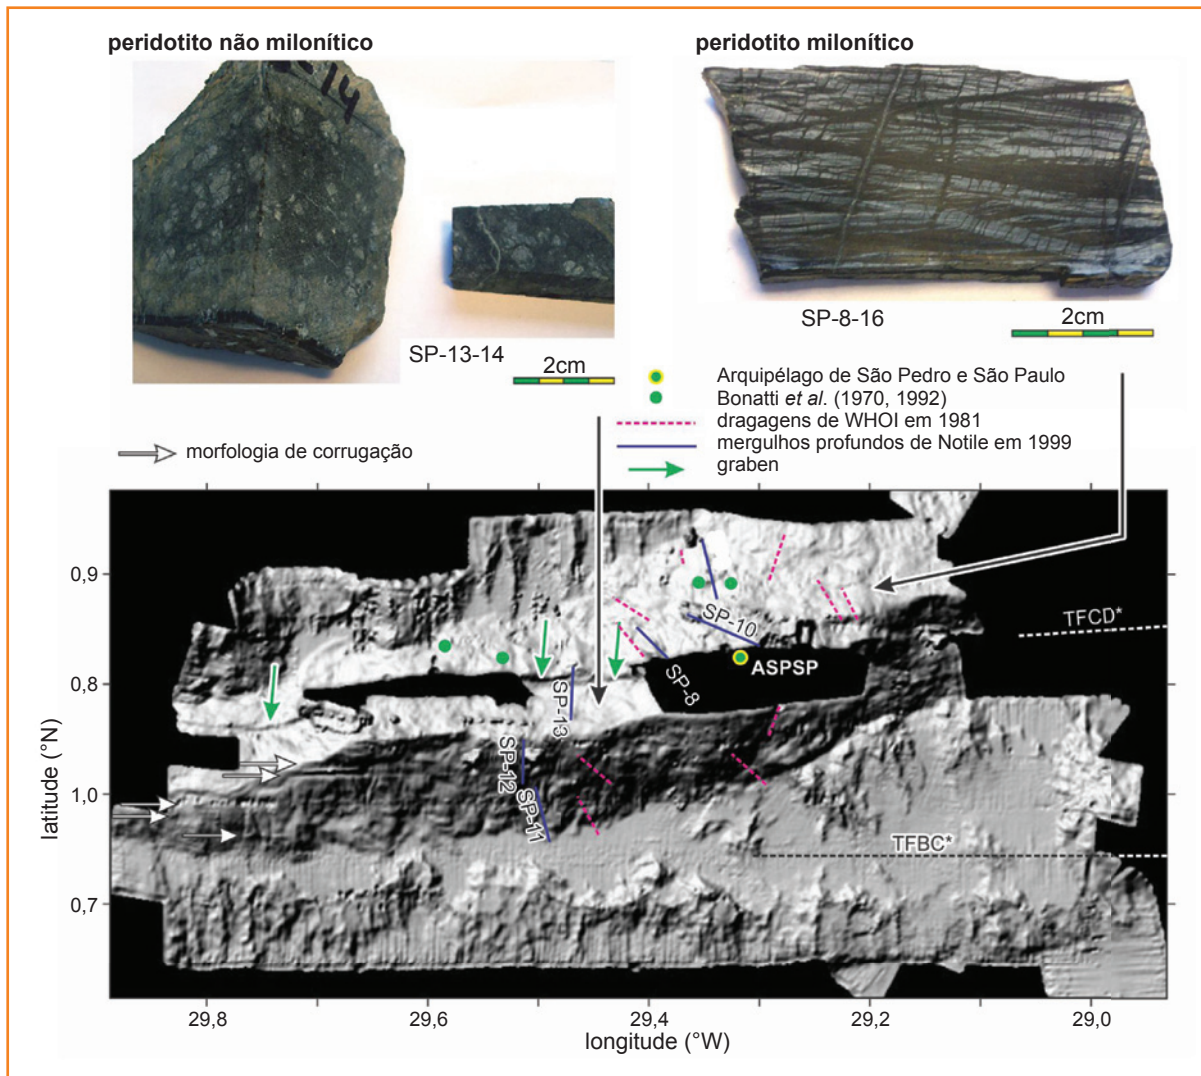 peridotito não milonítico
peridotito milonítico
14
SP-13-14
2cm
SP-8-16
2cm
Arquipélago de São Pedro e São Paulo
Bonatti et al. (1970, 1992)
dragagens de WHOI em 1981
mergulhos profundos de Notile em 1999
graben
morfologia de corrugação
latitude (°N)
0,9
0,8
1,0
0,7
SP-10
SP-8
ASPSP
SP-13
SP-12
SP-11
TFCD*
TFBC*
29,8
29,6
29,4
29,2
29,0
longitude (°W)